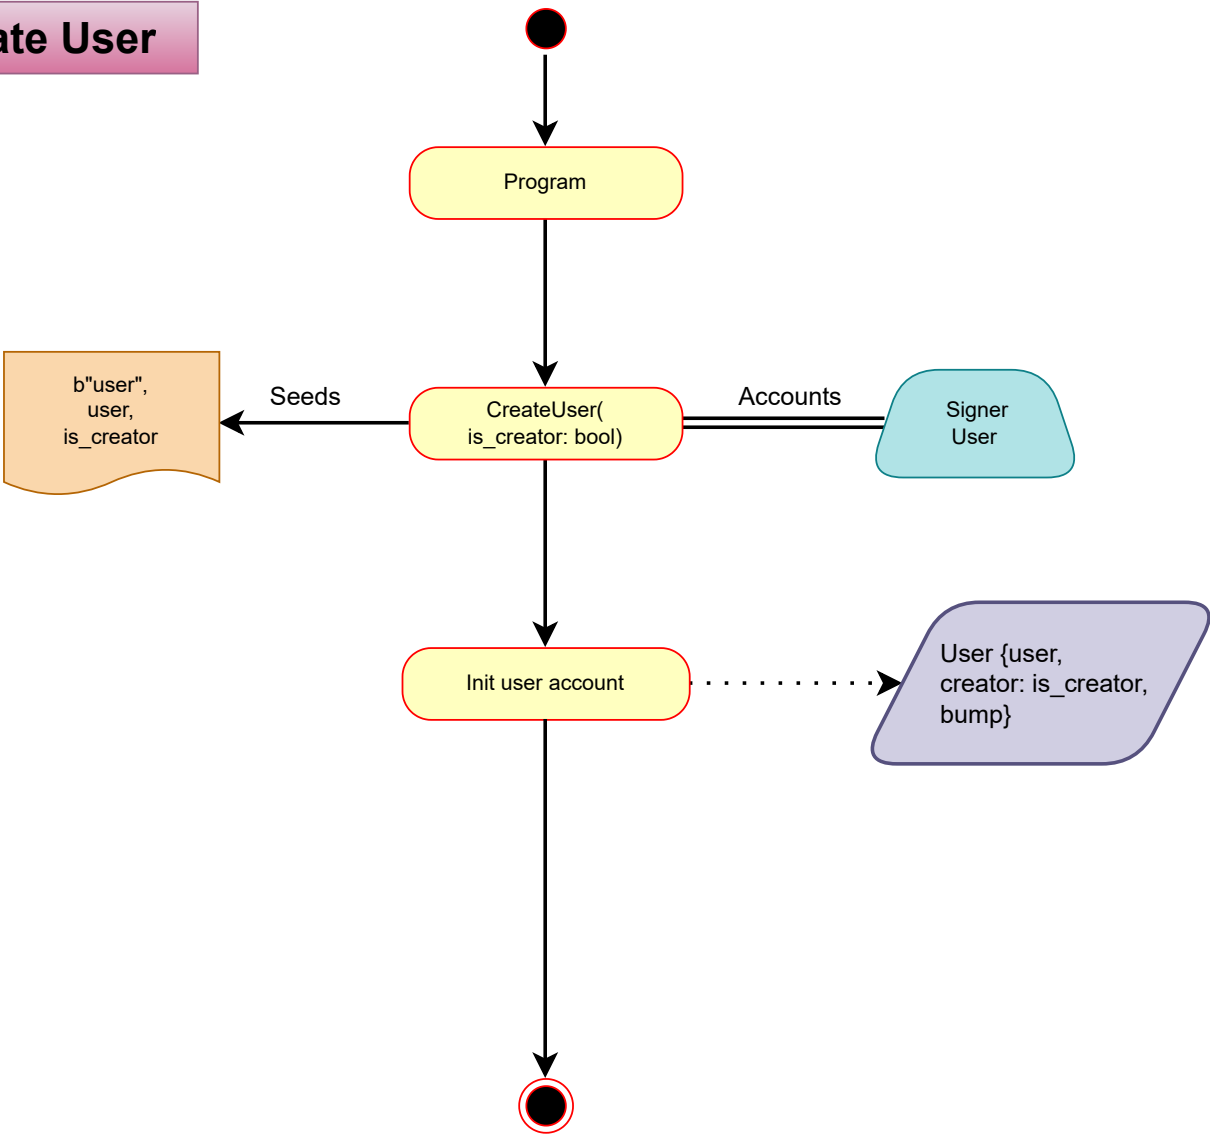 ate User
Program
b"user",
user,
is_creator
Seeds
CreateUser(
is_creator: bool)
Accounts
Signer
User
Init user account
User {user,
creator: is_creator,
bump}